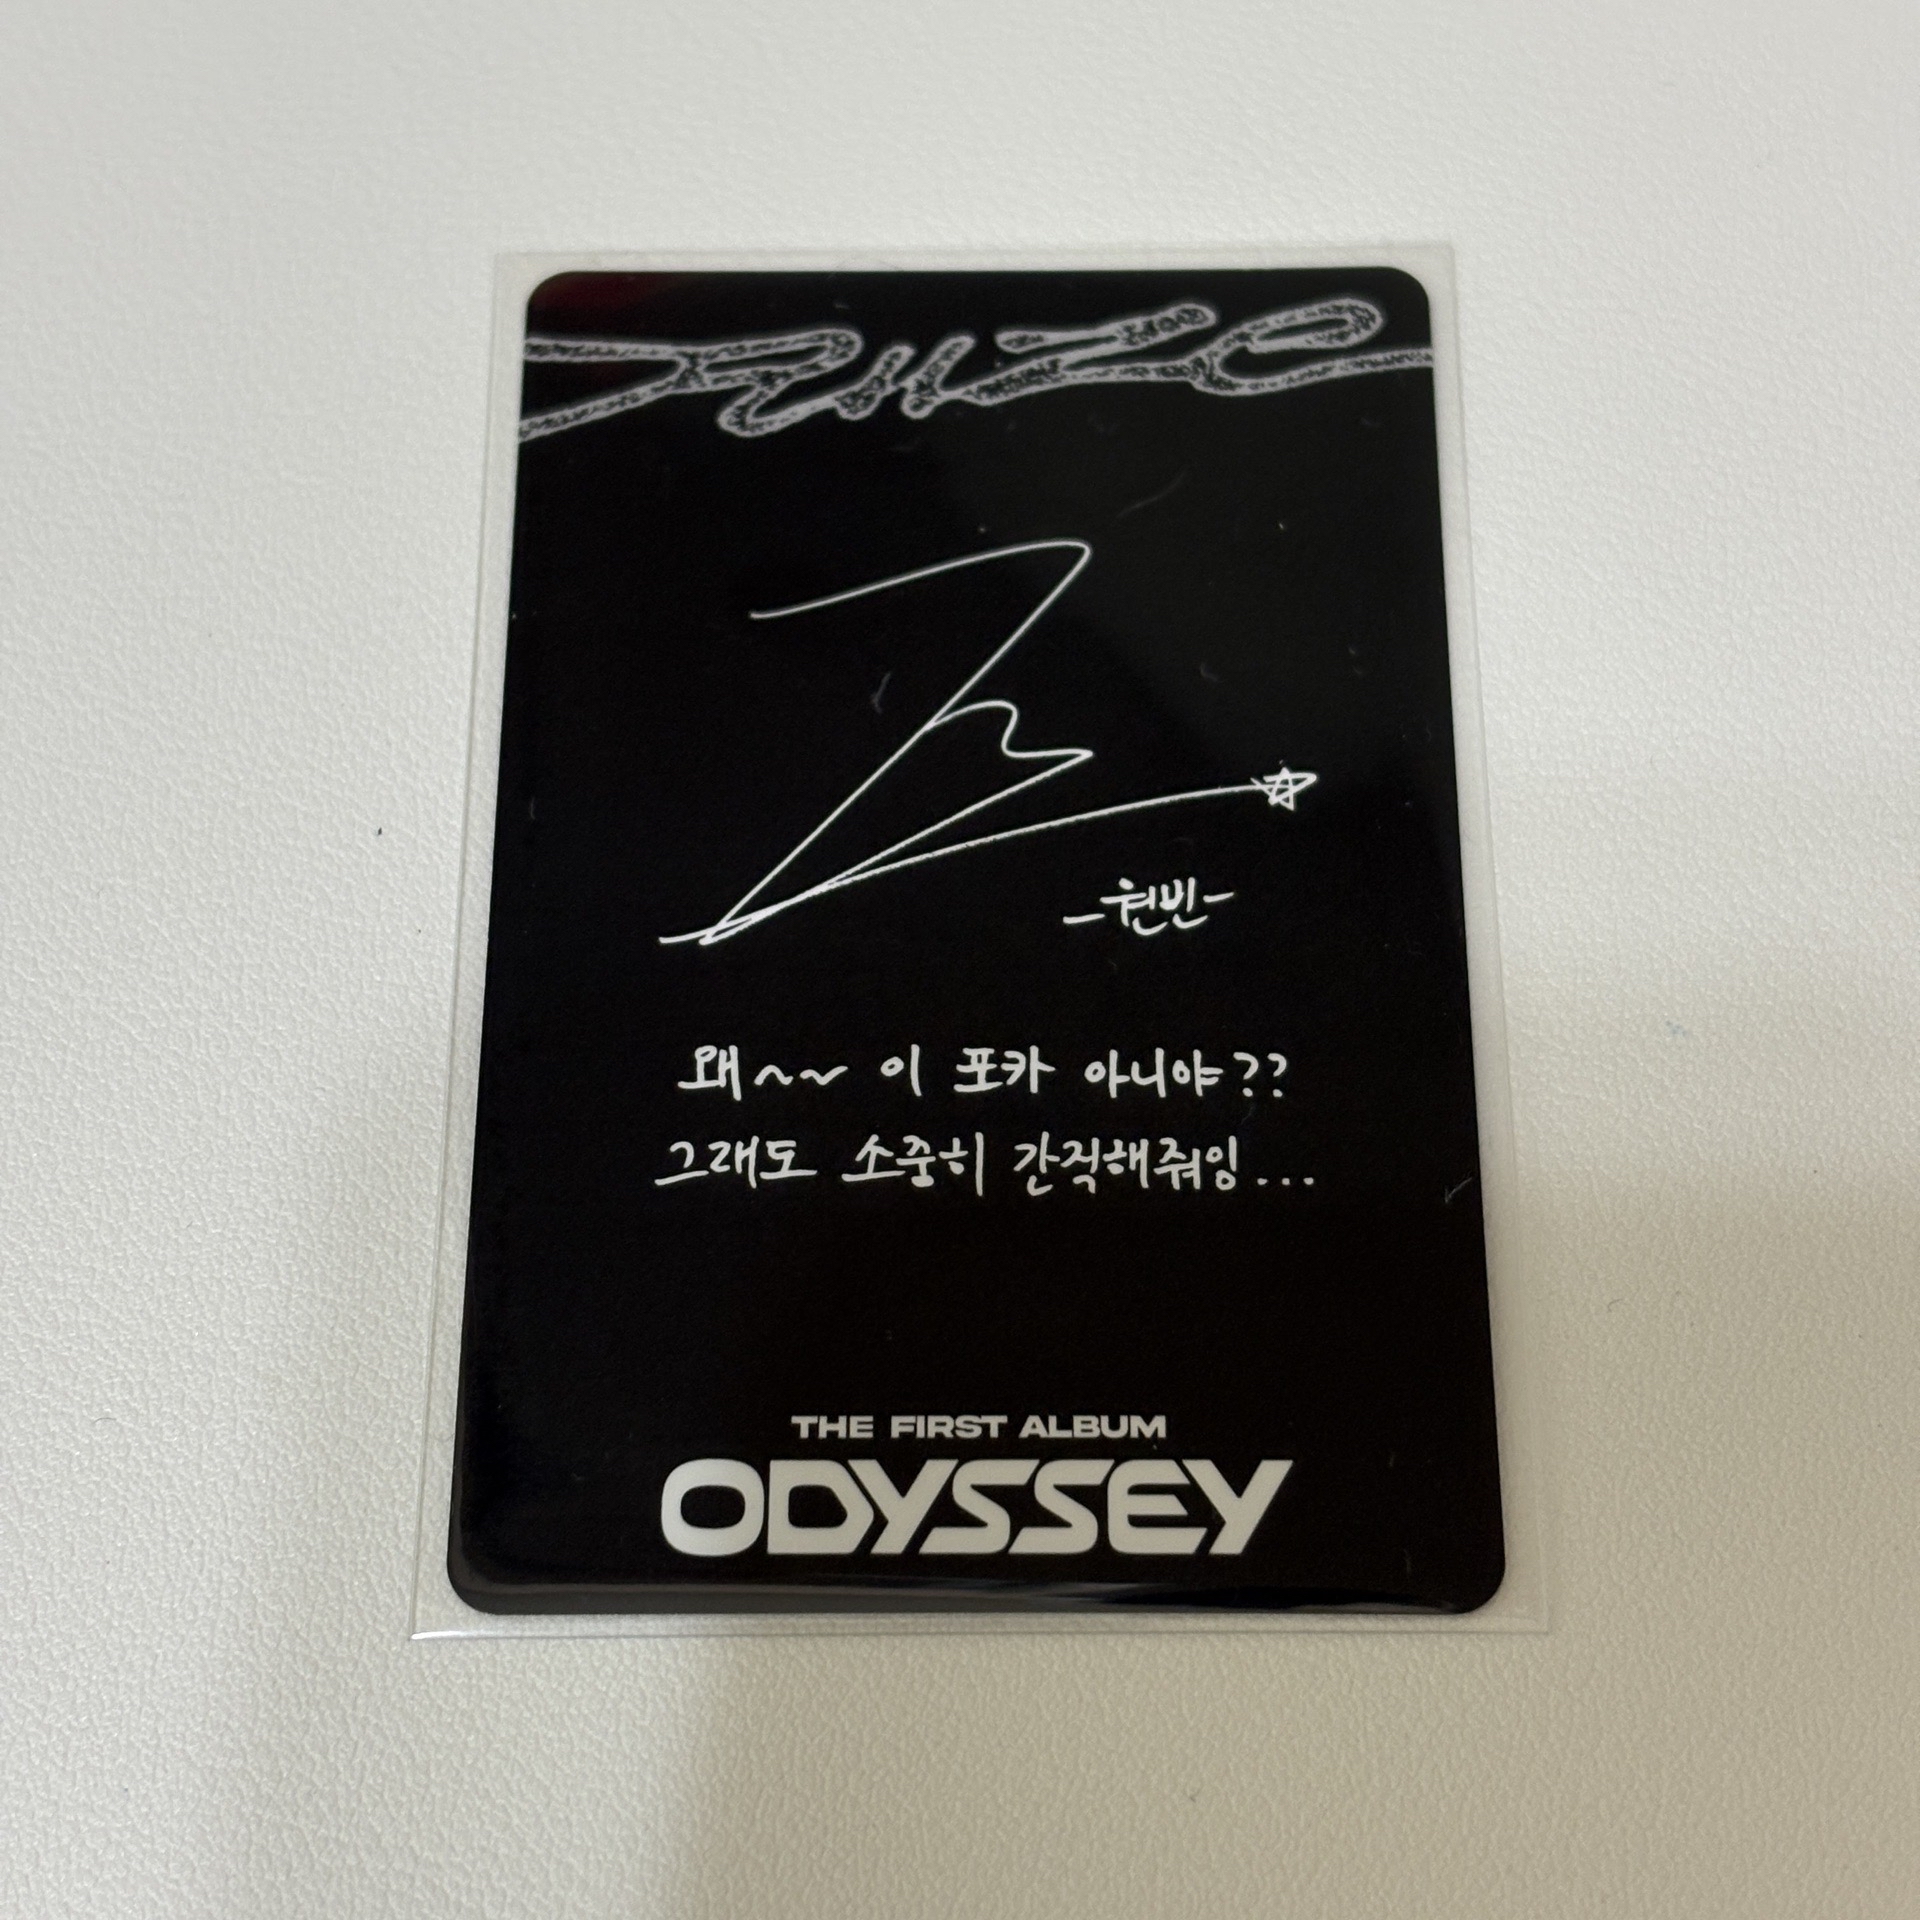 RIIZE
-원빈-
왜~~ 이 포카 아니야??
그래도 소중히 간직해줘잉...
THE FIRST ALBUM
ODYSSEY